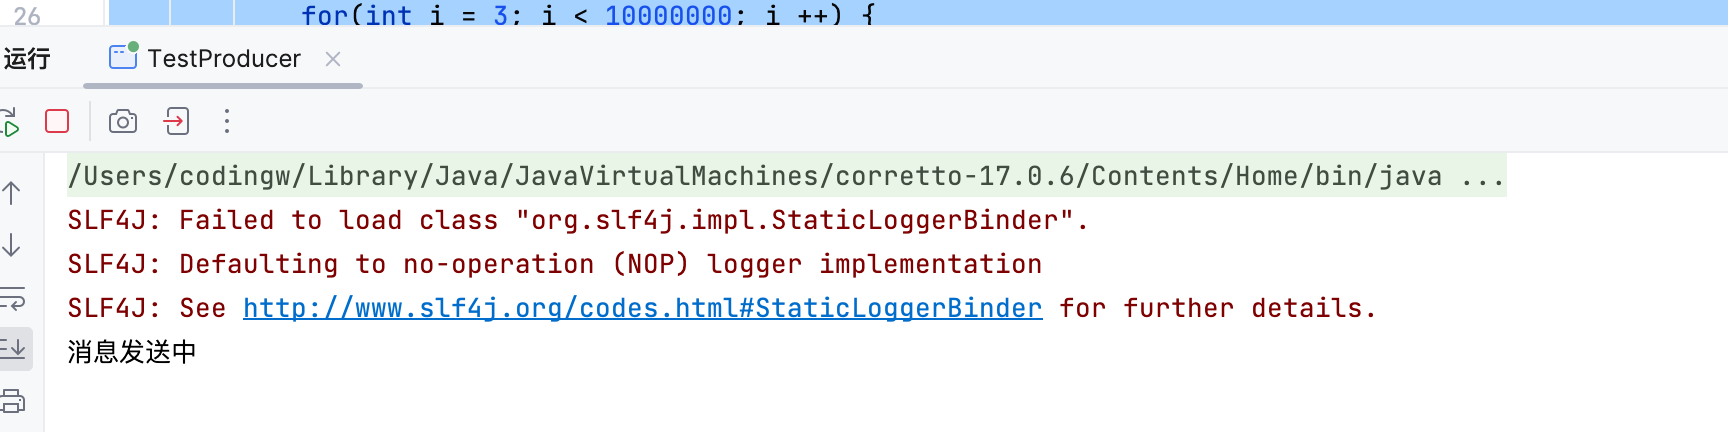 26 for(int i = 3; i < 10000000; i ++) {
运行 TestProducer
/Users/codingw/Library/Java/JavaVirtualMachines/corretto-17.0.6/Contents/Home/bin/java ...
SLF4J: Failed to load class "org.slf4j.impl.StaticLoggerBinder".
SLF4J: Defaulting to no-operation (NOP) logger implementation
SLF4J: See http://www.slf4j.org/codes.html#StaticLoggerBinder for further details.
消息发送中